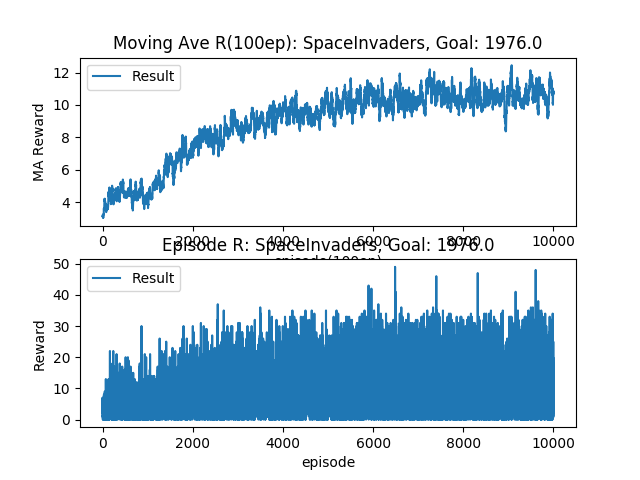 Moving Ave R(100ep): SpaceInvaders, Goal: 1976.0
Result
MA Reward
12
10
8
6
4
0 2000 4000 6000 8000 10000
episode(100ep)
Episode R: SpaceInvaders, Goal: 1976.0
Result
Reward
50
40
30
20
10
0
0 2000 4000 6000 8000 10000
episode